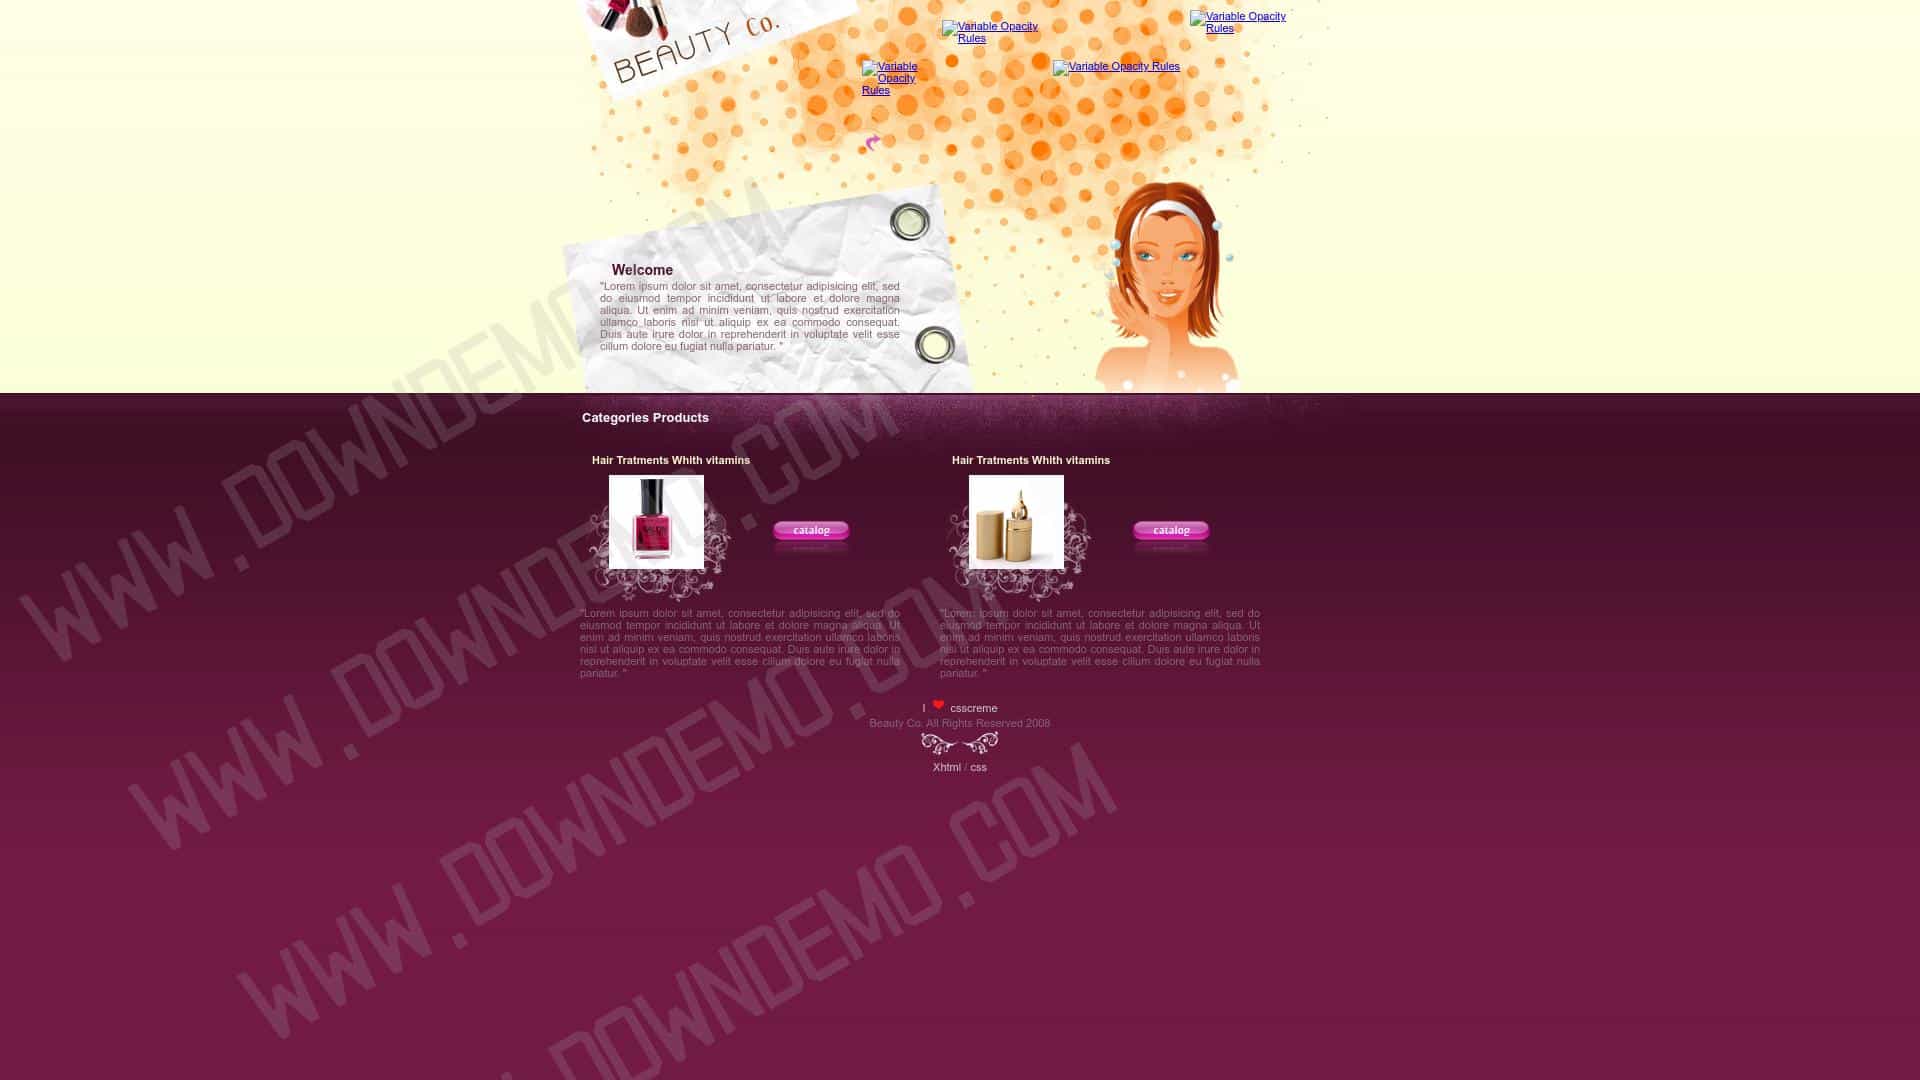 BEAUTY Co.
Variable Opacity
Rules
Variable Opacity
Rules
Variable
Opacity
Rules
Variable Opacity Rules
Welcome
"Lorem ipsum dolor sit amet, consectetur adipisicing elit, sed
do eiusmod tempor incididunt ut labore et dolore magna
aliqua. Ut enim ad minim veniam, quis nostrud exercitation
ullamco laboris nisi ut aliquip ex ea commodo consequat.
Duis aute irure dolor in reprehenderit in voluptate velit esse
cillum dolore eu fugiat nulla pariatur. "
Categories Products
Hair Tratments Whith vitamins
catalog
"Lorem ipsum dolor sit amet, consectetur adipisicing elit, sed do
eiusmod tempor incididunt ut labore et dolore magna aliqua. Ut
enim ad minim veniam, quis nostrud exercitation ullamco laboris
nisi ut aliquip ex ea commodo consequat. Duis aute irure dolor in
reprehenderit in voluptate velit esse cillum dolore eu fugiat nulla
pariatur. "
Hair Tratments Whith vitamins
catalog
"Lorem ipsum dolor sit amet, consectetur adipisicing elit, sed do
eiusmod tempor incididunt ut labore et dolore magna aliqua. Ut
enim ad minim veniam, quis nostrud exercitation ullamco laboris
nisi ut aliquip ex ea commodo consequat. Duis aute irure dolor in
reprehenderit in voluptate velit esse cillum dolore eu fugiat nulla
pariatur. "
I ❤ csscreme
Beauty Co. All Rights Reserved 2008
Xhtml / css
WWW.DOWNDEMO.COM
WWW.DOWNDEMO.COM
WWW.DOWNDEMO.COM
.DOWNDEMO.COM